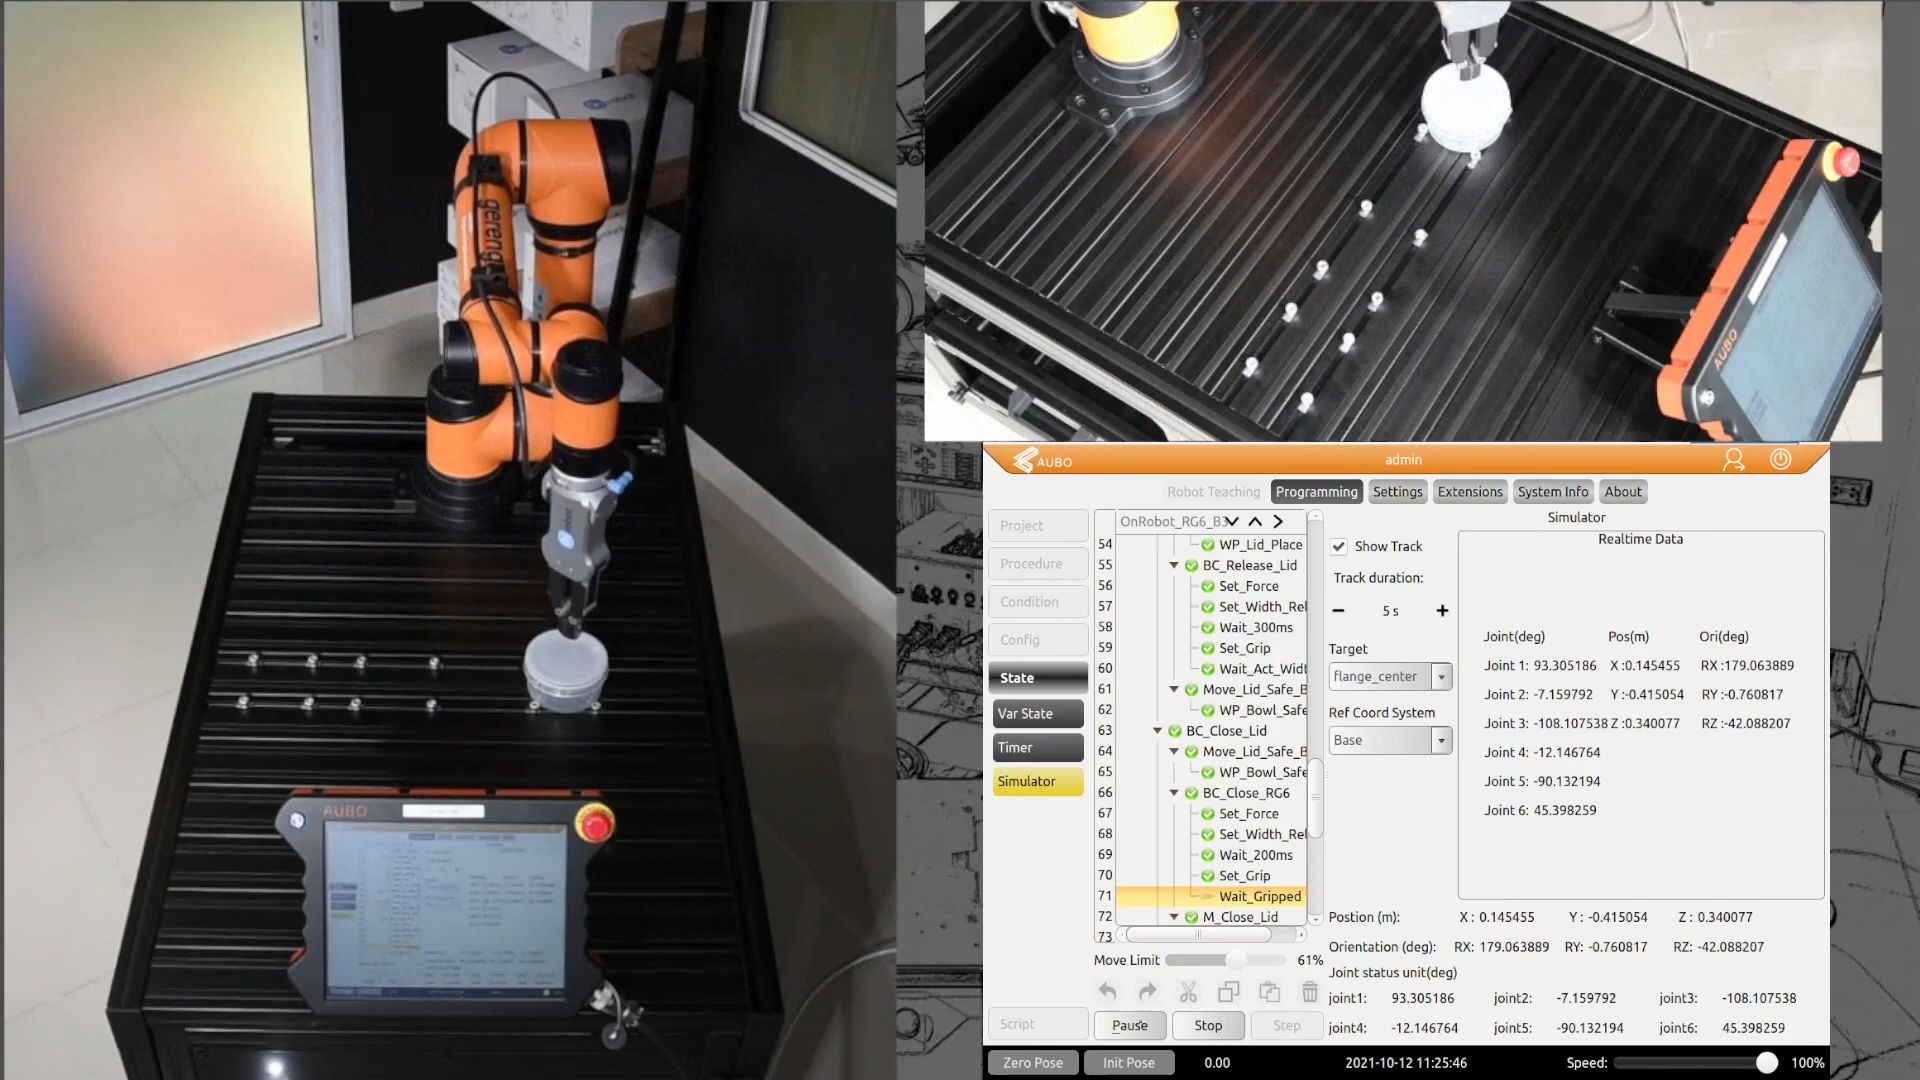 gereng
AUBO
AUBO
AUBO
admin
Robot Teaching
Programming
Settings
Extensions
System Info
About
Project
Procedure
Condition
Config
State
Var State
Timer
Simulator
Script
OnRobot_RG6_B3
54 WP_Lid_Place
55 BC_Release_Lid
56 Set_Force
57 Set_Width_Rel
58 Wait_300ms
59 Set_Grip
60 Wait_Act_Widt
61 Move_Lid_Safe_B
62 WP_Bowl_Safe
63 BC_Close_Lid
64 Move_Lid_Safe_B
65 WP_Bowl_Safe
66 BC_Close_RG6
67 Set_Force
68 Set_Width_Rel
69 Wait_200ms
70 Set_Grip
71 Wait_Gripped
72 M_Close_Lid
73
Move Limit 61%
Pause
Stop
Step
Show Track
Track duration:
5 s
Target
flange_center
Ref Coord System
Base
Simulator
Realtime Data
Joint(deg) Pos(m) Ori(deg)
Joint 1: 93.305186 X :0.145455 RX :179.063889
Joint 2: -7.159792 Y :-0.415054 RY: -0.760817
Joint 3: -108.107538 Z :0.340077 RZ :-42.088207
Joint 4: -12.146764
Joint 5: -90.132194
Joint 6: 45.398259
Postion (m): X : 0.145455 Y : -0.415054 Z : 0.340077
Orientation (deg): RX: 179.063889 RY: -0.760817 RZ: -42.088207
Joint status unit(deg)
joint1: 93.305186 joint2: -7.159792 joint3: -108.107538
joint4: -12.146764 joint5: -90.132194 joint6: 45.398259
Zero Pose
Init Pose
0.00
2021-10-12 11:25:46
Speed: 100%